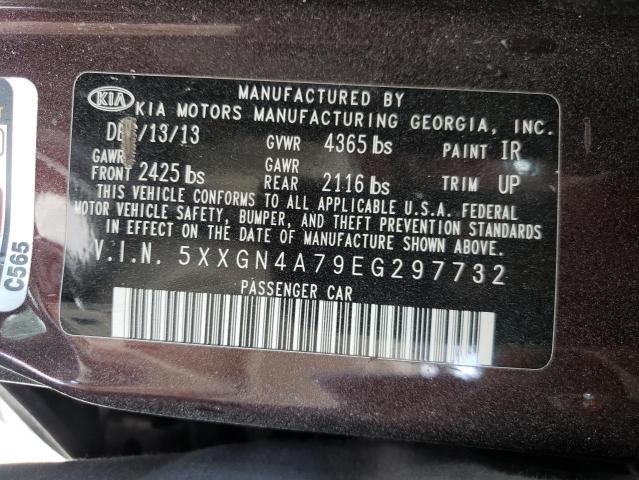 MANUFACTURED BY
KIA KIA MOTORS MANUFACTURING GEORGIA, INC.
/13/13 GVWR 4365 lbs PAINT IR
GAWR FRONT 2425 lbs GAWR REAR 2116 lbs TRIM UP
THIS VEHICLE CONFORMS TO ALL APPLICABLE U.S.A. FEDERAL
MOTOR VEHICLE SAFETY, BUMPER, AND THEFT PREVENTION STANDARDS
IN EFFECT ON THE DATE OF MANUFACTURE SHOWN ABOVE.
V.I.N. 5XXGN4A79EG297732
PASSENGER CAR
C565